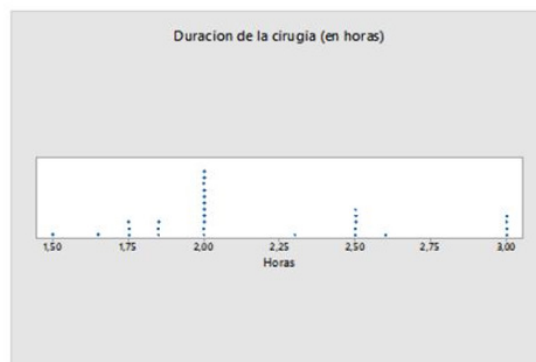 Duracion de la cirugia (en horas)
1,50 1,75 2,00 2,25 2,50 2,75 3,00
Horas